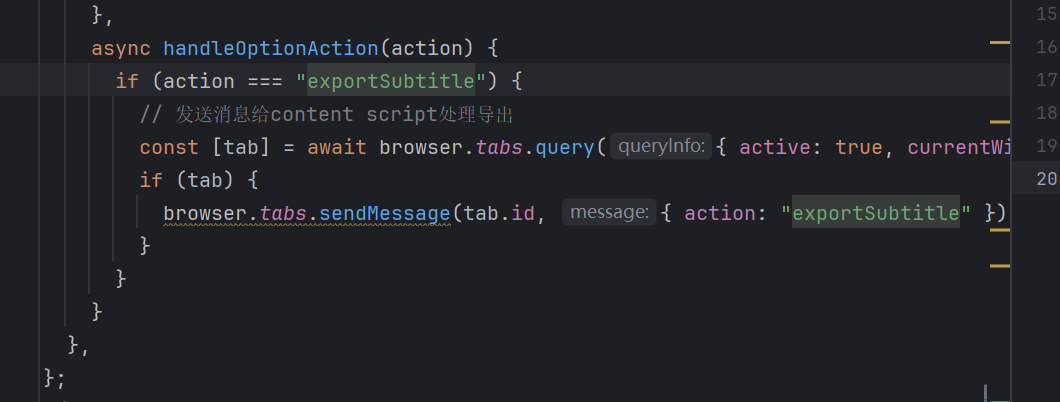 },
async handleOptionAction(action) {
if (action === "exportSubtitle") {
// 发送消息给content script处理导出
const [tab] = await browser.tabs.query( queryInfo: { active: true, currentWi
if (tab) {
browser.tabs.sendMessage(tab.id, message: { action: "exportSubtitle" })
}
}
}
},
};
15
16
17
18
19
20